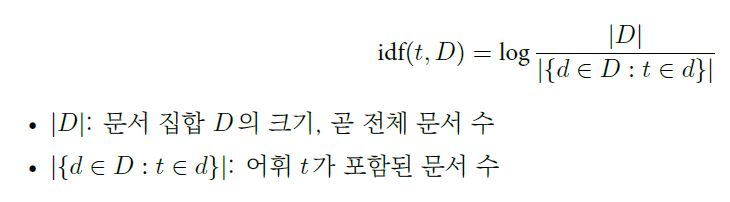 idf(t, D) = log |D| / |{d ∈ D : t ∈ d}|
• |D|: 문서 집합 D의 크기, 곧 전체 문서 수
• |{d ∈ D : t ∈ d}|: 어휘 t가 포함된 문서 수